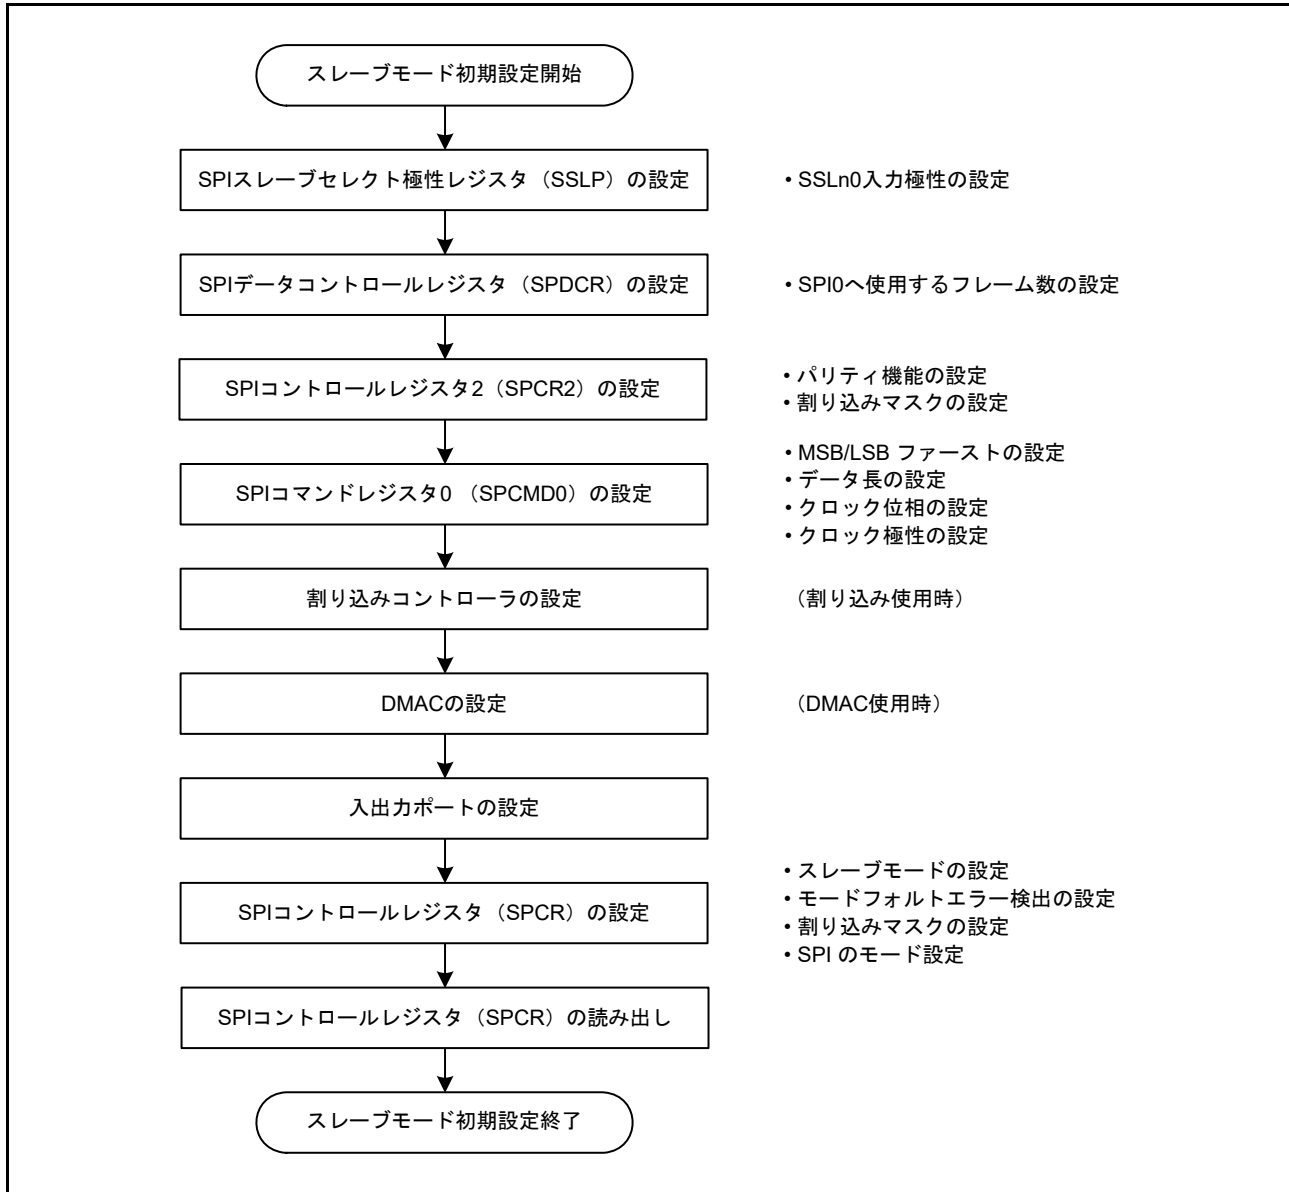 スレーブモード初期設定開始
SPIスレーブセレクト極性レジスタ（SSLP）の設定
• SSLn0入力極性の設定
SPIデータコントロールレジスタ（SPDCR）の設定
• SPI0へ使用するフレーム数の設定
SPIコントロールレジスタ2（SPCR2）の設定
• パリティ機能の設定
• 割り込みマスクの設定
SPIコマンドレジスタ0 （SPCMD0）の設定
• MSB/LSB ファーストの設定
• データ長の設定
• クロック位相の設定
• クロック極性の設定
割り込みコントローラの設定
（割り込み使用時）
DMACの設定
（DMAC使用時）
入出力ポートの設定
SPIコントロールレジスタ（SPCR）の設定
• スレーブモードの設定
• モードフォルトエラー検出の設定
• 割り込みマスクの設定
• SPI のモード設定
SPIコントロールレジスタ（SPCR）の読み出し
スレーブモード初期設定終了